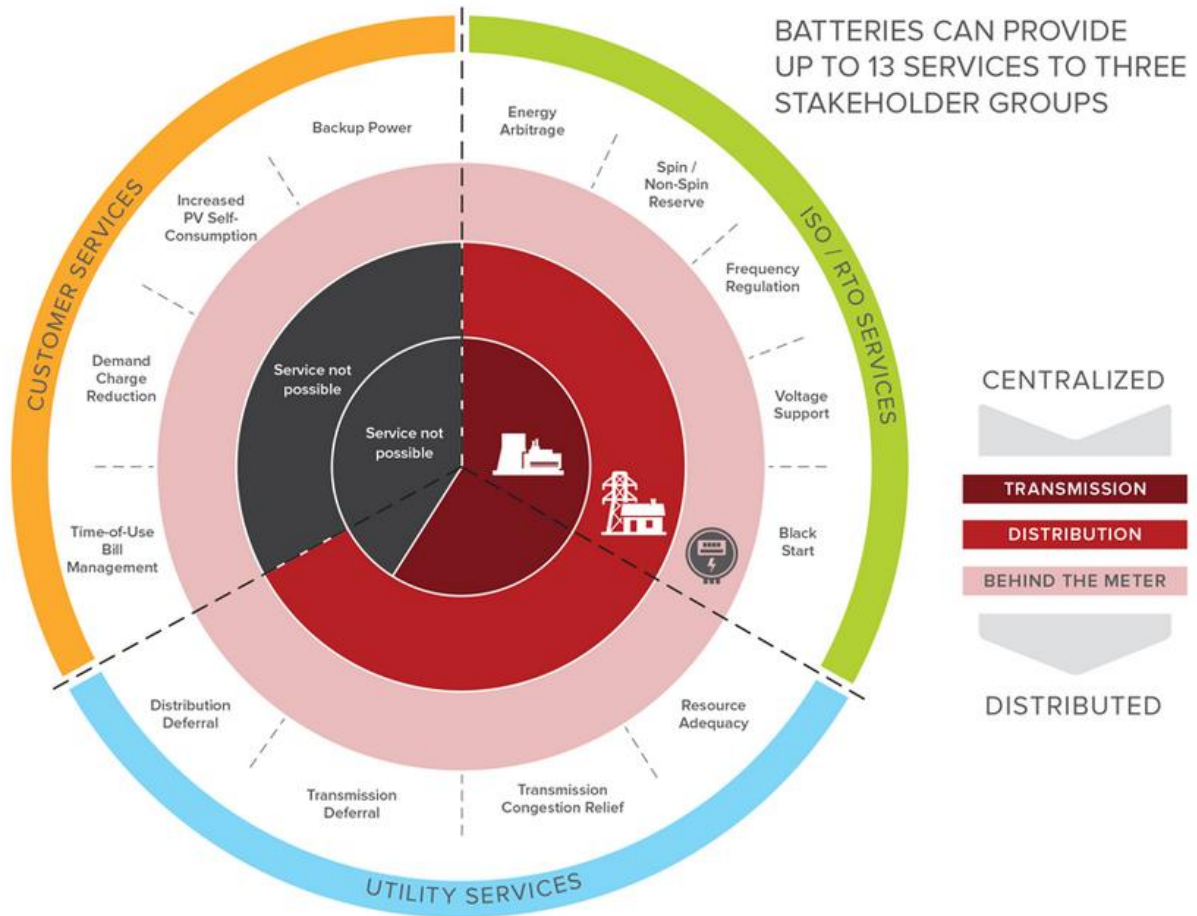 BATTERIES CAN PROVIDE
UP TO 13 SERVICES TO THREE
STAKEHOLDER GROUPS
CUSTOMER SERVICES
ISO / RTO SERVICES
UTILITY SERVICES
Energy
Arbitrage
Spin /
Non-Spin
Reserve
Frequency
Regulation
Voltage
Support
Black
Start
Resource
Adequacy
Transmission
Congestion Relief
Transmission
Deferral
Distribution
Deferral
Time-of-Use
Bill
Management
Demand
Charge
Reduction
Increased
PV Self-
Consumption
Backup Power
Service not
possible
Service not
possible
CENTRALIZED
TRANSMISSION
DISTRIBUTION
BEHIND THE METER
DISTRIBUTED